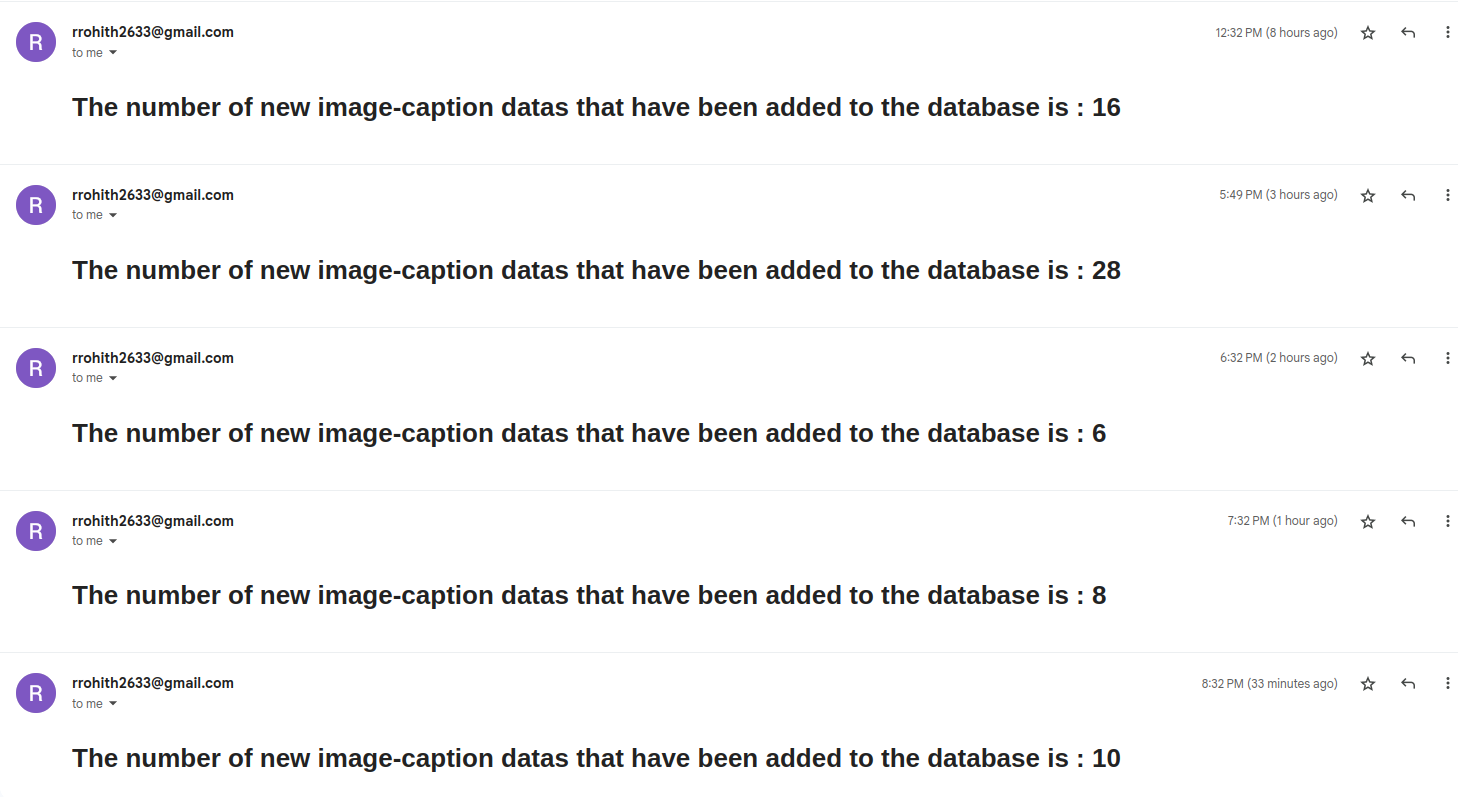 R
rrohith2633@gmail.com 12:32 PM (8 hours ago)
to me
The number of new image-caption datas that have been added to the database is : 16
R
rrohith2633@gmail.com 5:49 PM (3 hours ago)
to me
The number of new image-caption datas that have been added to the database is : 28
R
rrohith2633@gmail.com 6:32 PM (2 hours ago)
to me
The number of new image-caption datas that have been added to the database is : 6
R
rrohith2633@gmail.com 7:32 PM (1 hour ago)
to me
The number of new image-caption datas that have been added to the database is : 8
R
rrohith2633@gmail.com 8:32 PM (33 minutes ago)
to me
The number of new image-caption datas that have been added to the database is : 10